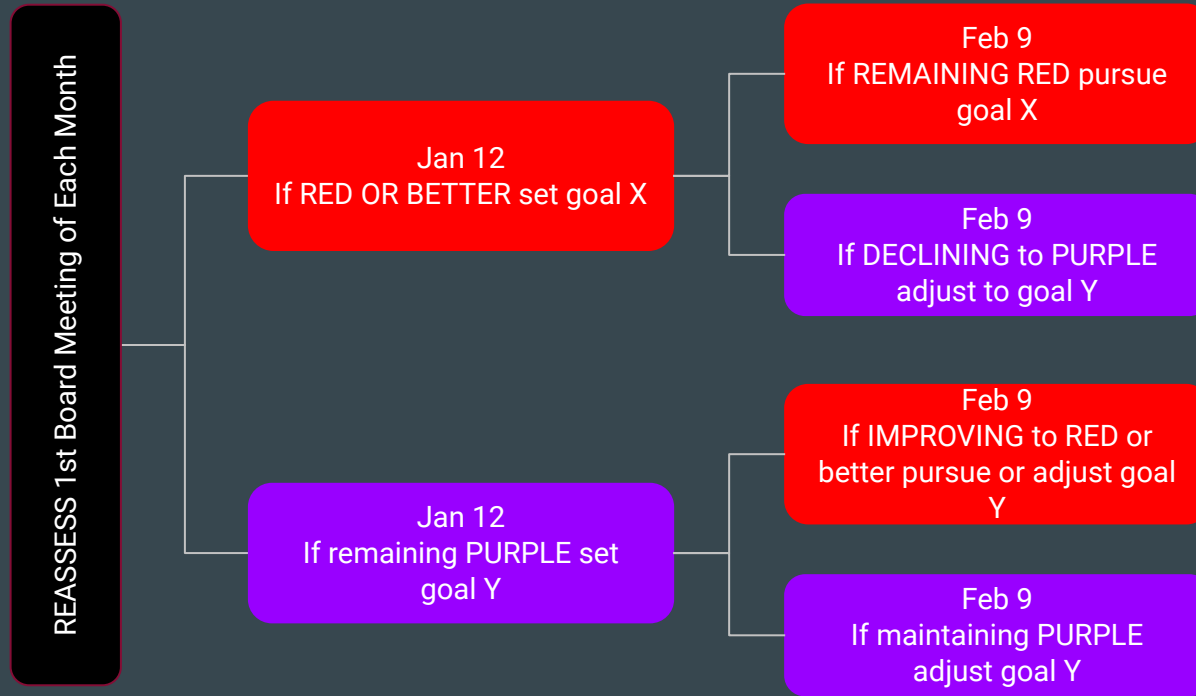 REASSESS 1st Board Meeting of Each Month
Jan 12
If RED OR BETTER set goal X
Feb 9
If REMAINING RED pursue
goal X
Feb 9
If DECLINING to PURPLE
adjust to goal Y
Jan 12
If remaining PURPLE set
goal Y
Feb 9
If IMPROVING to RED or
better pursue or adjust goal
Y
Feb 9
If maintaining PURPLE
adjust goal Y